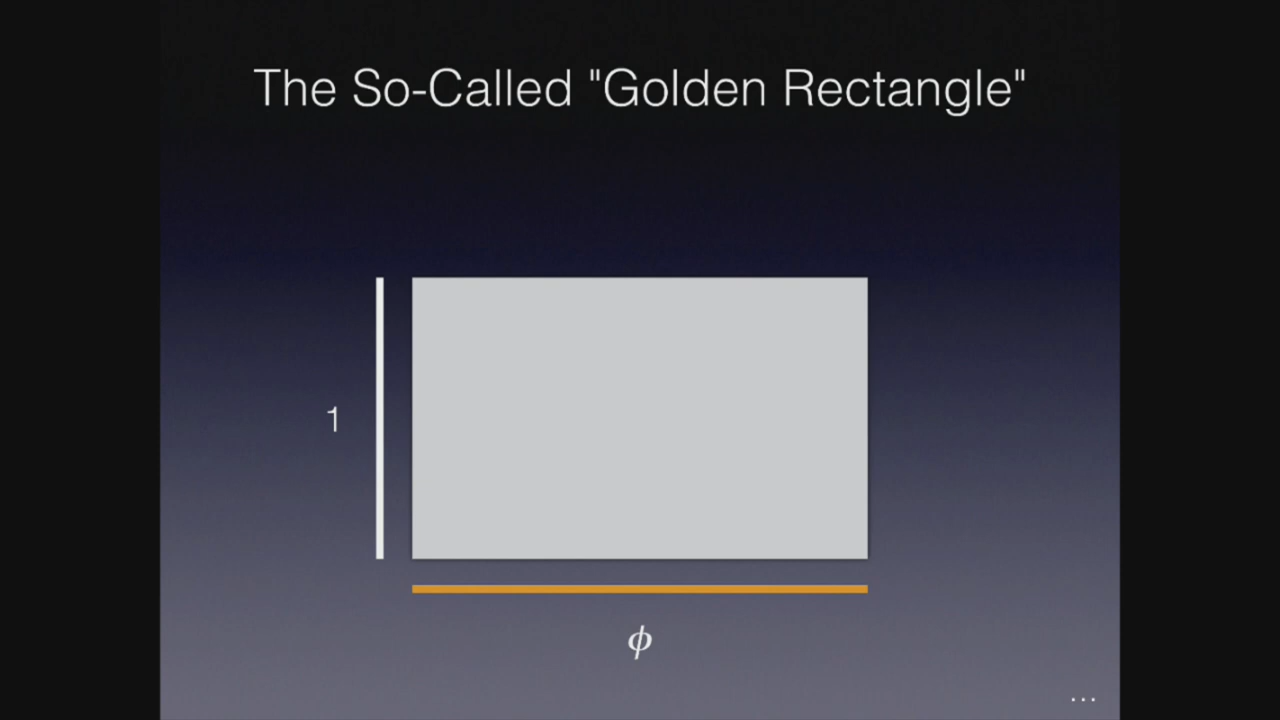 The So-Called "Golden Rectangle"
1
ϕ
...